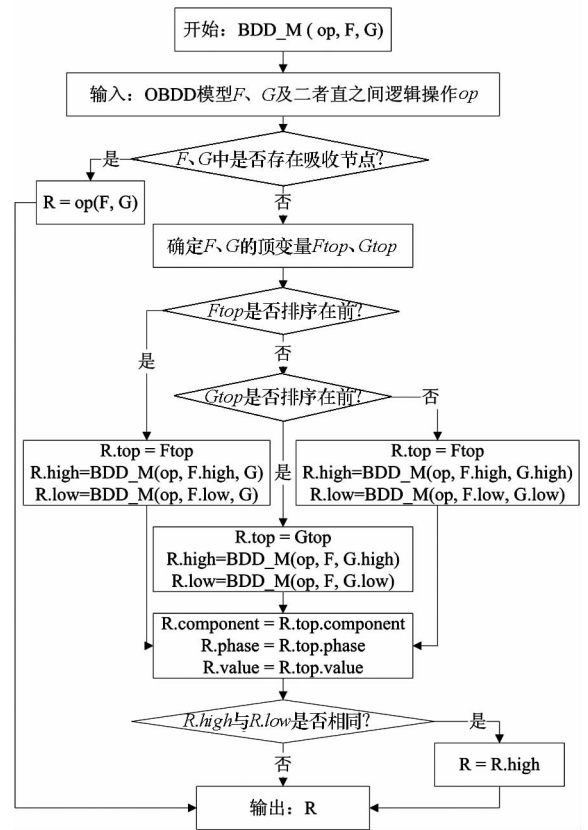 开始：BDD_M ( op, F, G)
输入：OBDD模型F、G及二者直之间逻辑操作op
F、G中是否存在吸收节点?
是
R = op(F, G)
否
确定F、G的顶变量Ftop、Gtop
Ftop是否排序在前?
是
否
Gtop是否排序在前?
否
R.top = Ftop
R.high=BDD_M(op, F.high, G)
R.low=BDD_M(op, F.low, G)
是
R.top = Ftop
R.high=BDD_M(op, F.high, G.high)
R.low=BDD_M(op, F.low, G.low)
R.top = Gtop
R.high=BDD_M(op, F, G.high)
R.low=BDD_M(op, F, G.low)
R.component = R.top.component
R.phase = R.top.phase
R.value = R.top.value
R.high与R.low是否相同?
是
否
R = R.high
输出：R